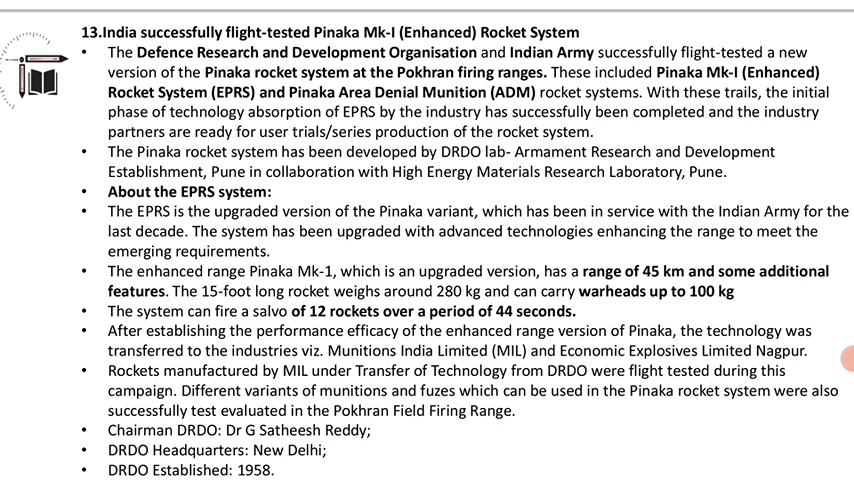 13.India successfully flight-tested Pinaka Mk-I (Enhanced) Rocket System
• The Defence Research and Development Organisation and Indian Army successfully flight-tested a new
version of the Pinaka rocket system at the Pokhran firing ranges. These included Pinaka Mk-I (Enhanced)
Rocket System (EPRS) and Pinaka Area Denial Munition (ADM) rocket systems. With these trails, the initial
phase of technology absorption of EPRS by the industry has successfully been completed and the industry
partners are ready for user trials/series production of the rocket system.
• The Pinaka rocket system has been developed by DRDO lab- Armament Research and Development
Establishment, Pune in collaboration with High Energy Materials Research Laboratory, Pune.
• About the EPRS system:
• The EPRS is the upgraded version of the Pinaka variant, which has been in service with the Indian Army for the
last decade. The system has been upgraded with advanced technologies enhancing the range to meet the
emerging requirements.
• The enhanced range Pinaka Mk-1, which is an upgraded version, has a range of 45 km and some additional
features. The 15-foot long rocket weighs around 280 kg and can carry warheads up to 100 kg
• The system can fire a salvo of 12 rockets over a period of 44 seconds.
• After establishing the performance efficacy of the enhanced range version of Pinaka, the technology was
transferred to the industries viz. Munitions India Limited (MIL) and Economic Explosives Limited Nagpur.
• Rockets manufactured by MIL under Transfer of Technology from DRDO were flight tested during this
campaign. Different variants of munitions and fuzes which can be used in the Pinaka rocket system were also
successfully test evaluated in the Pokhran Field Firing Range.
• Chairman DRDO: Dr G Satheesh Reddy;
• DRDO Headquarters: New Delhi;
• DRDO Established: 1958.